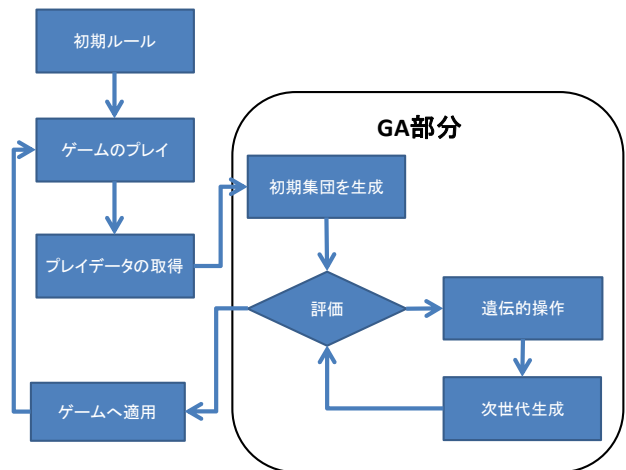 初期ルール
ゲームのプレイ
プレイデータの取得
ゲームへ適用
GA部分
初期集団を生成
評価
遺伝的操作
次世代生成